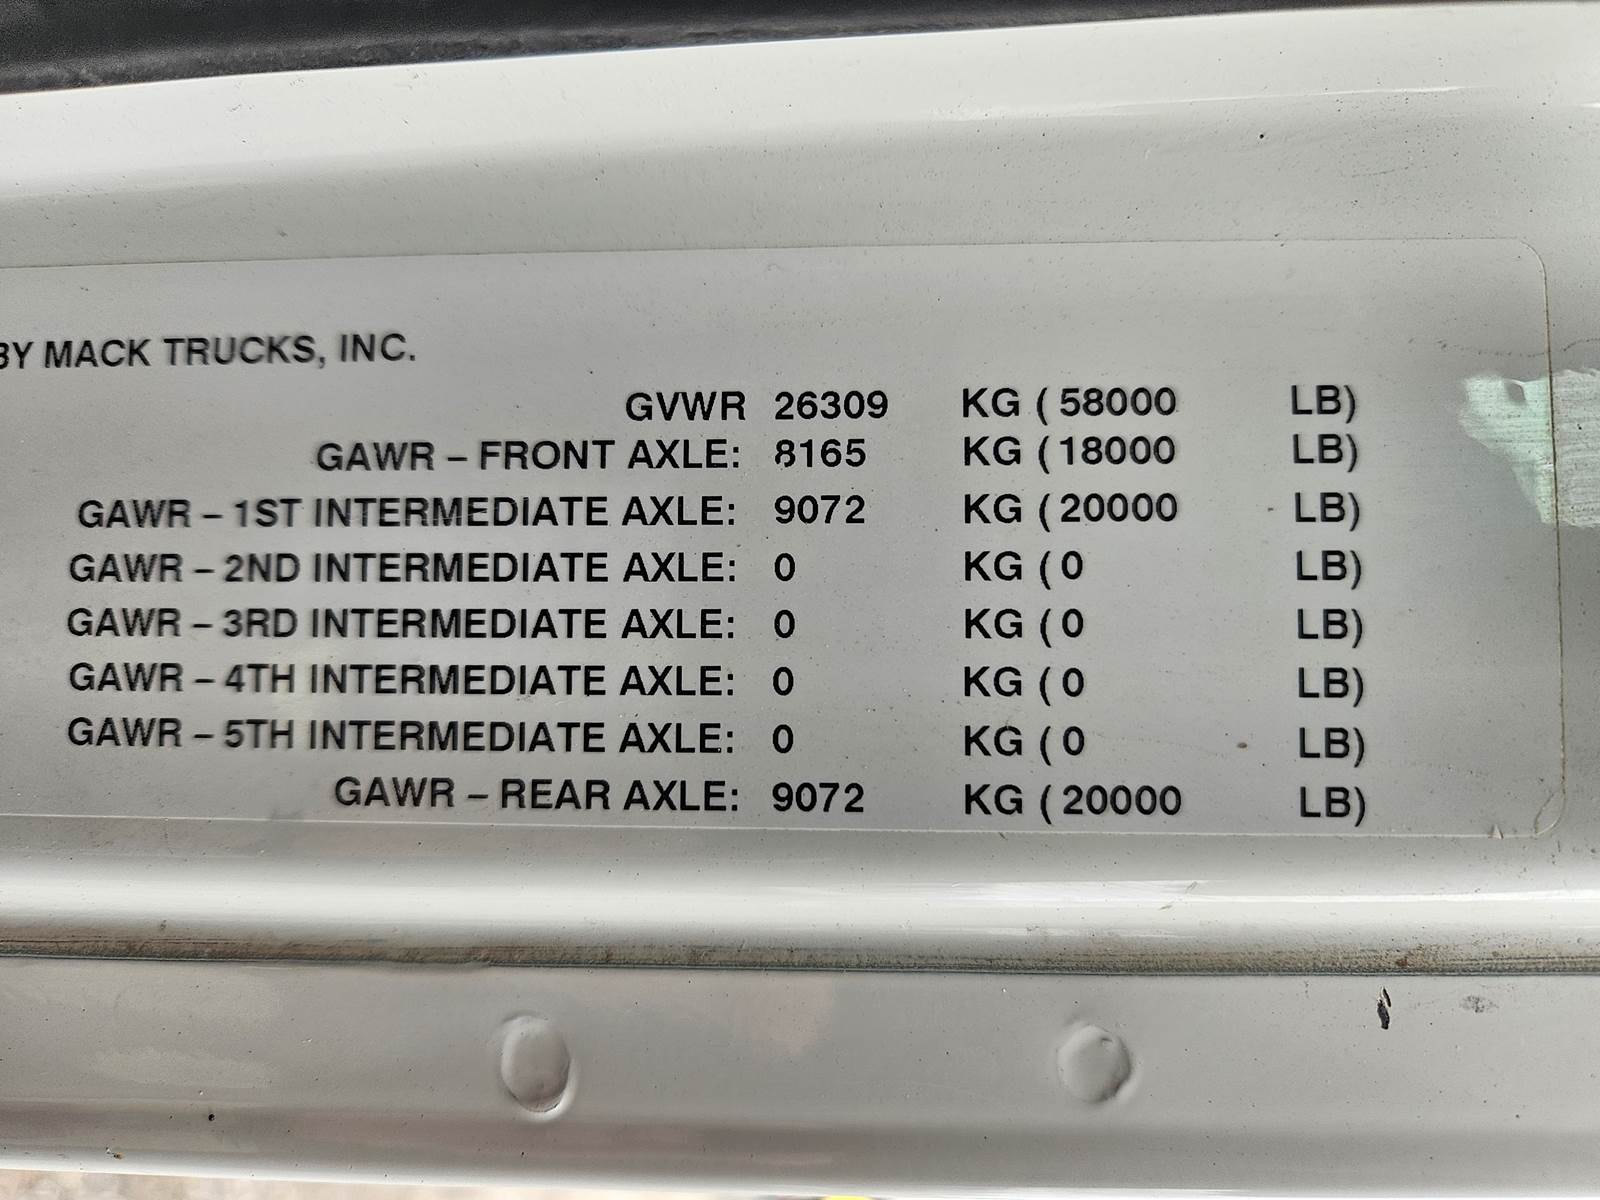 BY MACK TRUCKS, INC.
GVWR 26309 KG ( 58000 LB)
GAWR – FRONT AXLE: 8165 KG ( 18000 LB)
GAWR – 1ST INTERMEDIATE AXLE: 9072 KG ( 20000 LB)
GAWR – 2ND INTERMEDIATE AXLE: 0 KG ( 0 LB)
GAWR – 3RD INTERMEDIATE AXLE: 0 KG ( 0 LB)
GAWR – 4TH INTERMEDIATE AXLE: 0 KG ( 0 LB)
GAWR – 5TH INTERMEDIATE AXLE: 0 KG ( 0 LB)
GAWR – REAR AXLE: 9072 KG ( 20000 LB)